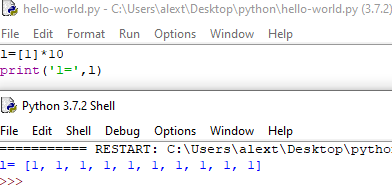 hello-world.py - C:\Users\alext\Desktop\python\hello-world.py (3.7.2)
File Edit Format Run Options Window Help
l=[1]*10
print('l=',l)
Python 3.7.2 Shell
File Edit Shell Debug Options Window Help
=========== RESTART: C:\Users\alext\Desktop\pytho
l= [1, 1, 1, 1, 1, 1, 1, 1, 1, 1]
>>>